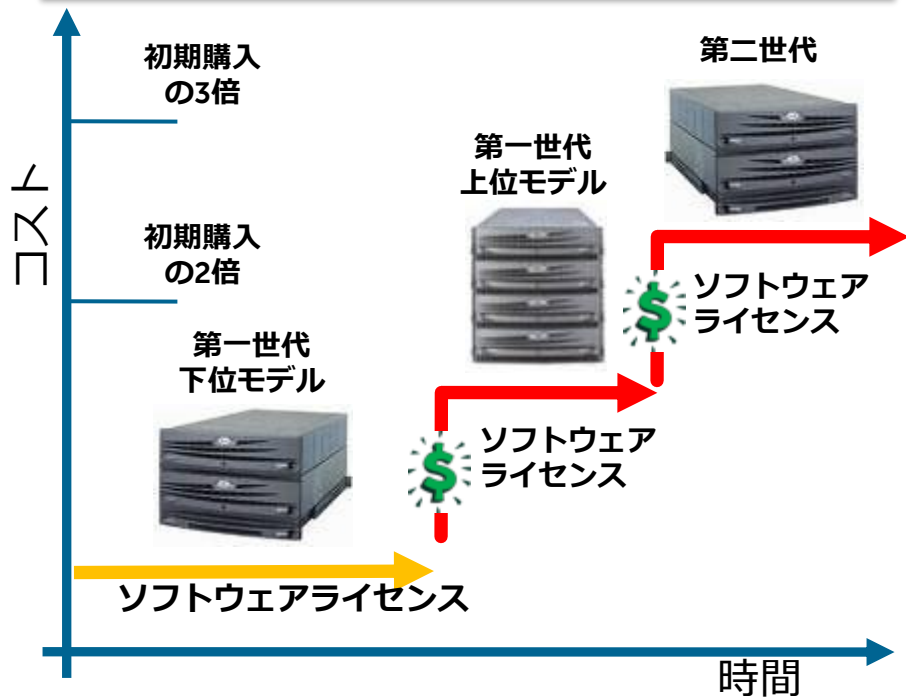 初期購入
の3倍
第二世代
第一世代
上位モデル
コスト
初期購入
の2倍
$
ソフトウェア
ライセンス
第一世代
下位モデル
$
ソフトウェア
ライセンス
ソフトウェアライセンス
時間